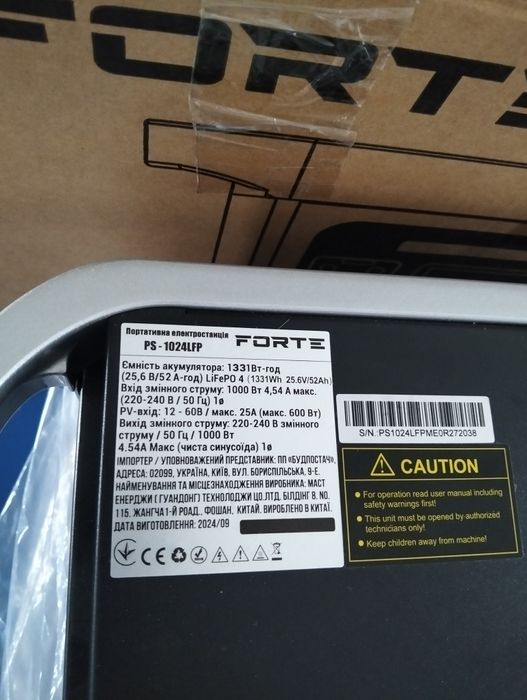 FORTE
Портативна електростанція
PS - 1024LFP
FORTE
Ємність акумулятора: 1331Вт-год
(25,6 В/52 А-год) LiFePO 4 (1331Wh 25.6V/52Ah)
Вхід змінного струму: 1000 Вт 4,54 А макс.
(220-240 В / 50 Гц) 1ø
PV-вхід: 12 - 60В / макс. 25А (макс. 600 Вт)
Вихід змінного струму: 220-240 В змінного
струму / 50 Гц / 1000 Вт
4.54А Макс (чиста синусоїда) 1ø
ІМПОРТЕР / УПОВНОВАЖЕНИЙ ПРЕДСТАВНИК: ПП «БУДПОСТАЧ»,
АДРЕСА: 02099, УКРАЇНА, КИЇВ, ВУЛ. БОРИСПІЛЬСЬКА, 9-Е.
НАЙМЕНУВАННЯ ТА МІСЦЕЗНАХОДЖЕННЯ ВИРОБНИКА: МАСТ
ЕНЕРДЖИ ( ГУАНДОНГ) ТЕХНОЛОДЖИ ЦО.ЛТД. БІЛДІНГ 8. NO.
115. ЖАНГЧА 1-Й РОАД., ФОШАН, КИТАЙ. ВИРОБЛЕНО В КИТАЇ.
ДАТА ВИГОТОВЛЕННЯ: 2024/09
CE
S/N.:PS1024LFPME0R272038
CAUTION
For operation read user manual including
safety warnings first!
This unit must be opened by authorized
technicians only!
Keep children away from machine!